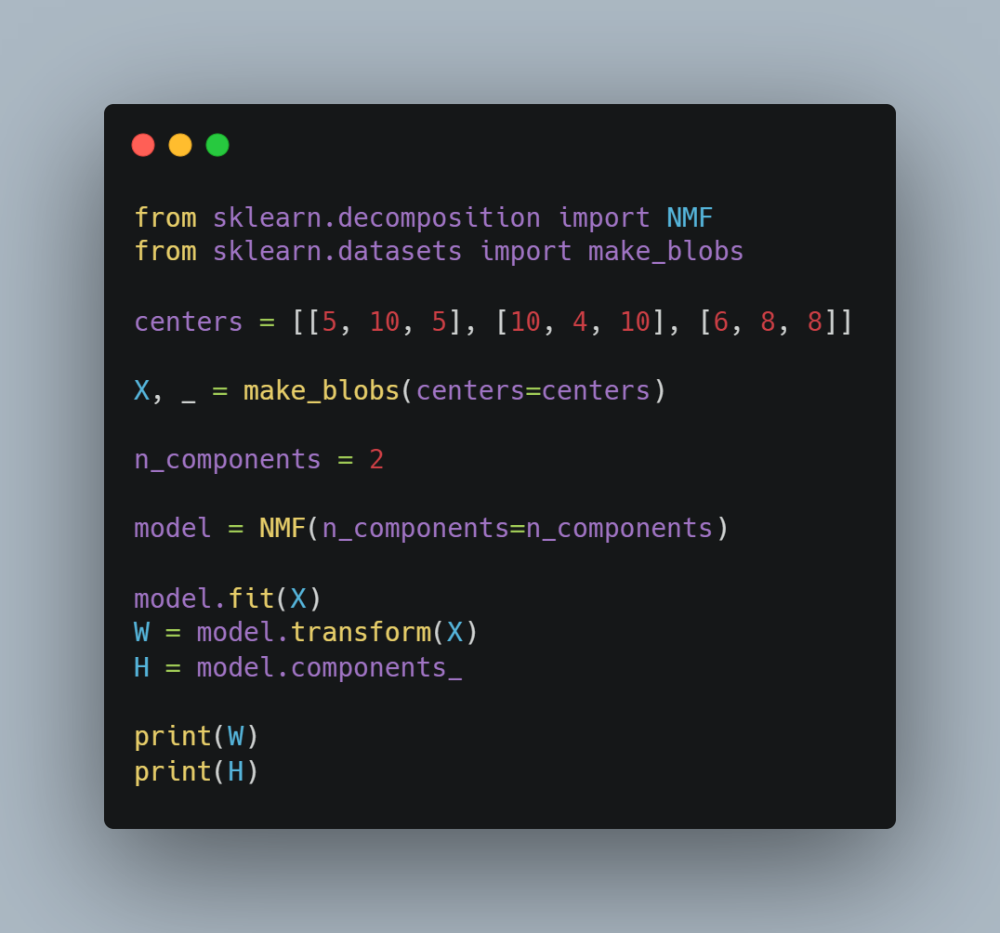 from sklearn.decomposition import NMF
from sklearn.datasets import make_blobs
centers = [[5, 10, 5], [10, 4, 10], [6, 8, 8]]
X, _ = make_blobs(centers=centers)
n_components = 2
model = NMF(n_components=n_components)
model.fit(X)
W = model.transform(X)
H = model.components_
print(W)
print(H)